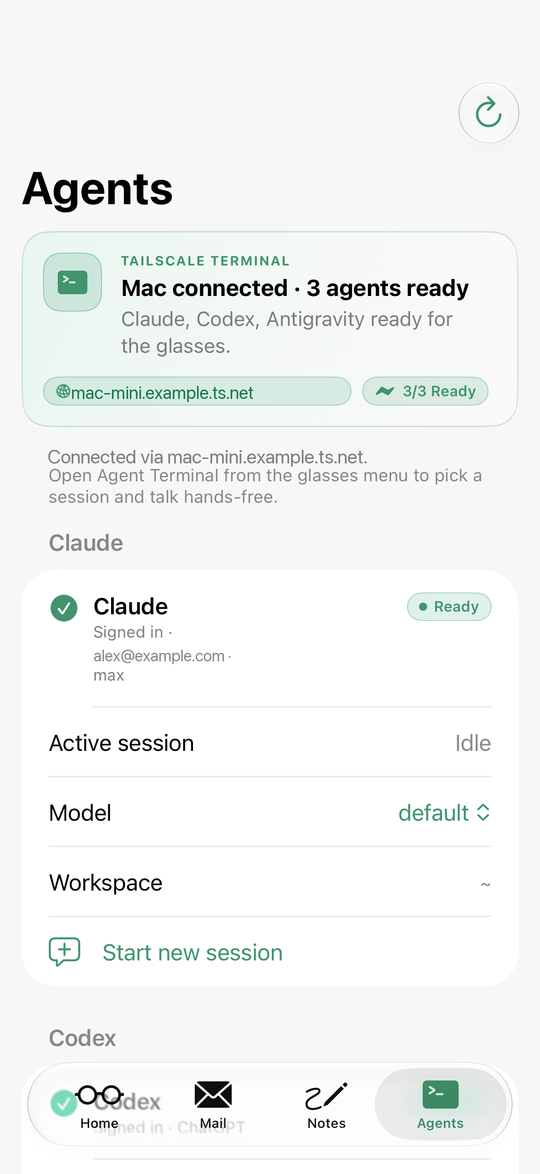 Agents
TAILSCALE TERMINAL
Mac connected · 3 agents ready
Claude, Codex, Antigravity ready for
the glasses.
mac-mini.example.ts.net
3/3 Ready
Connected via mac-mini.example.ts.net.
Open Agent Terminal from the glasses menu to pick a
session and talk hands-free.
Claude
Claude
Ready
Signed in ·
alex@example.com ·
max
Active session
Idle
Model
default
Workspace
~
Start new session
Codex
Codex
Signed in · ChatGPT
Home
Mail
Notes
Agents